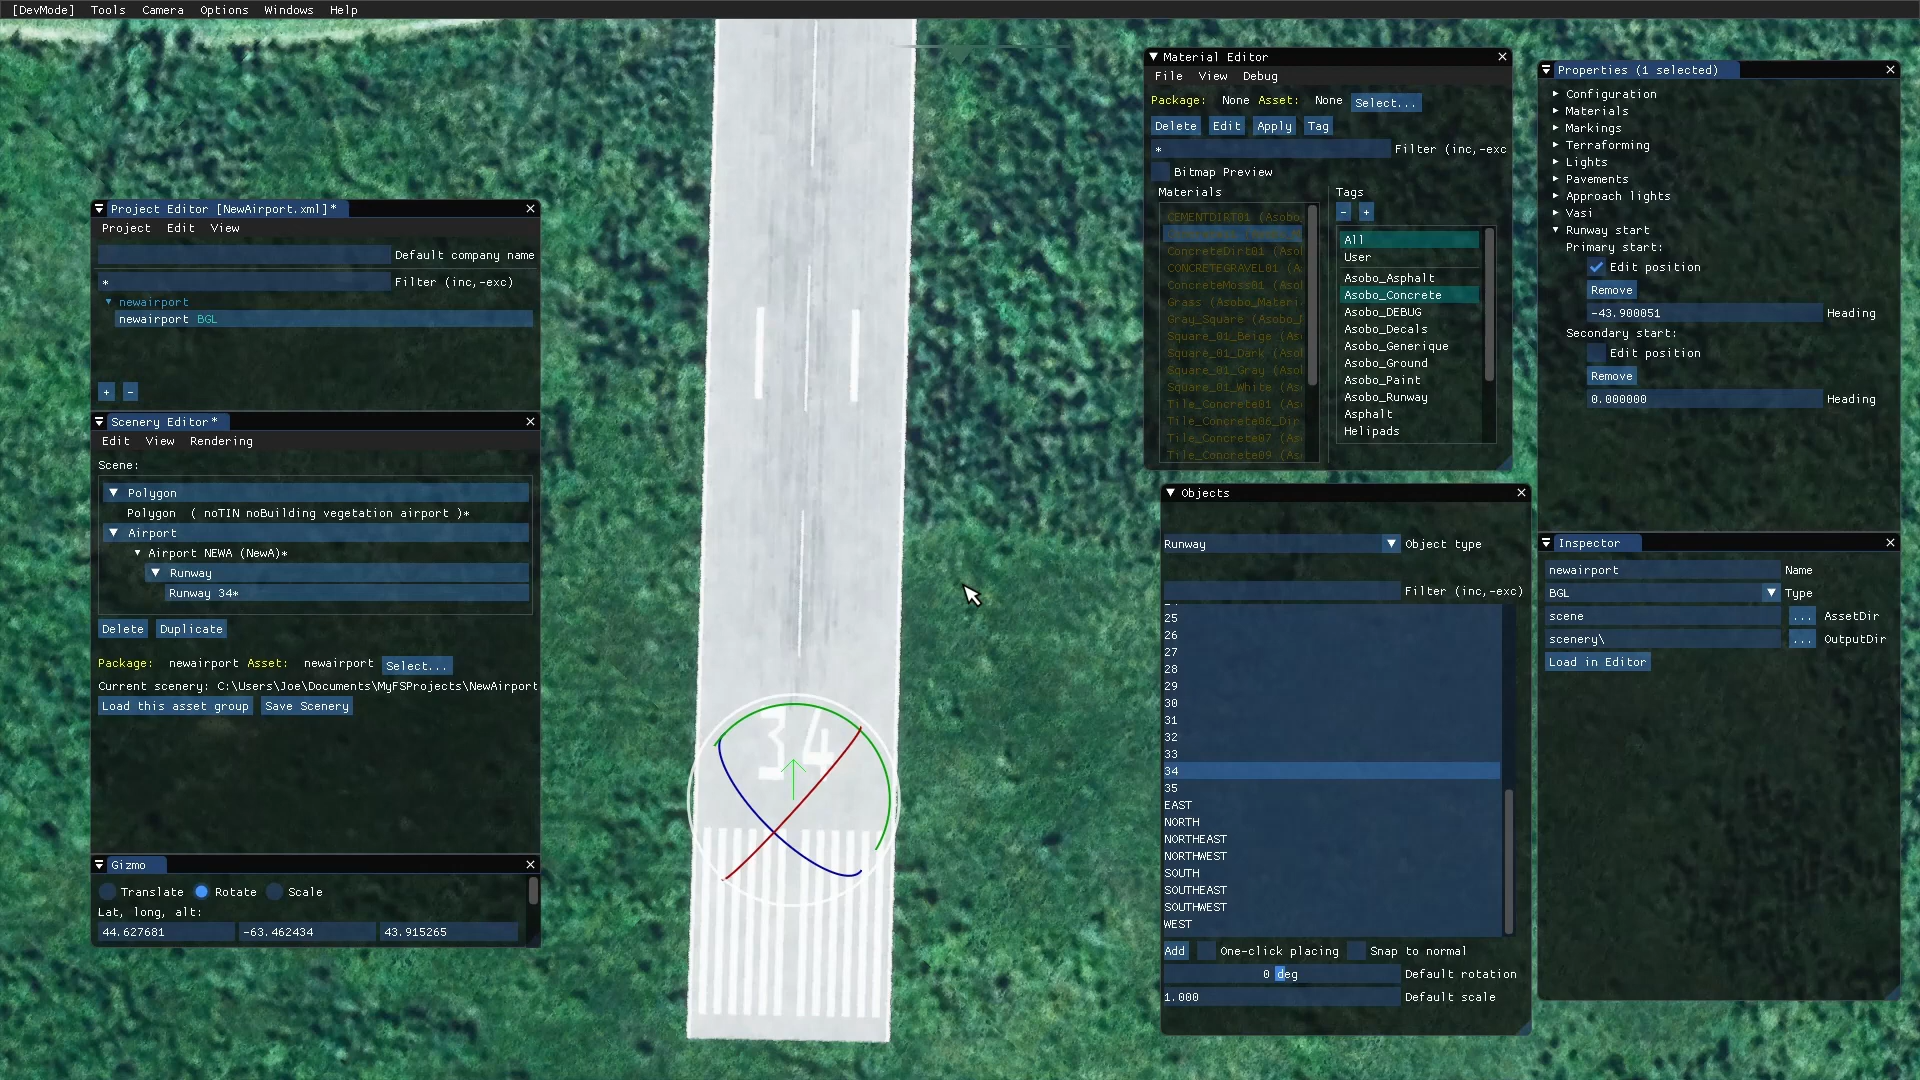 [DevMode] Tools Camera Options Windows Help
Project Editor [NewAirport.xml]*
Project Edit View
Default company name
* Filter (inc,-exc)
newairport
newairport BGL
+ -
Scenery Editor*
Edit View Rendering
Scene:
Polygon
Polygon ( noTIN noBuilding vegetation airport )*
Airport
Airport NEWA (NewA)*
Runway
Runway 34*
Delete Duplicate
Package: newairport Asset: newairport Select...
Current scenery: C:\Users\Joe\Documents\MyFSProjects\NewAirport
Load this asset group Save Scenery
Gizmo
Translate Rotate Scale
Lat, long, alt:
44.627681 -63.462434 43.915265
34
Material Editor
File View Debug
Package: None Asset: None Select...
Delete Edit Apply Tag
* Filter (inc,-exc
Bitmap Preview
Materials
CEMENTDIRT01 (Asobo_
ConcreteDirt01 (Aso
CONCRETEGRAVEL01 (A
ConcreteMoss01 (Aso
Grass (Asobo_Materi
Gray_Square (Asobo_
Square_01_Beige (As
Square_01_Dark (Aso
Square_01_Gray (Aso
Square_01_White (As
Tile_Concrete01 (As
Tile_Concrete06_Dir
Tile_Concrete07 (As
Tile_Concrete09 (As
Tags
- +
All
User
Asobo_Asphalt
Asobo_Concrete
Asobo_DEBUG
Asobo_Decals
Asobo_Generique
Asobo_Ground
Asobo_Paint
Asobo_Runway
Asphalt
Helipads
Objects
Runway Object type
Filter (inc,-exc)
25
26
27
28
29
30
31
32
33
34
35
EAST
NORTH
NORTHEAST
NORTHWEST
SOUTH
SOUTHEAST
SOUTHWEST
WEST
Add One-click placing Snap to normal
0 deg Default rotation
1.000 Default scale
Properties (1 selected)
Configuration
Materials
Markings
Terraforming
Lights
Pavements
Approach lights
Vasi
Runway start
Primary start:
Edit position
Remove
-43.900051 Heading
Secondary start:
Edit position
Remove
0.000000 Heading
Inspector
newairport Name
BGL Type
scene ... AssetDir
scenery\ ... OutputDir
Load in Editor